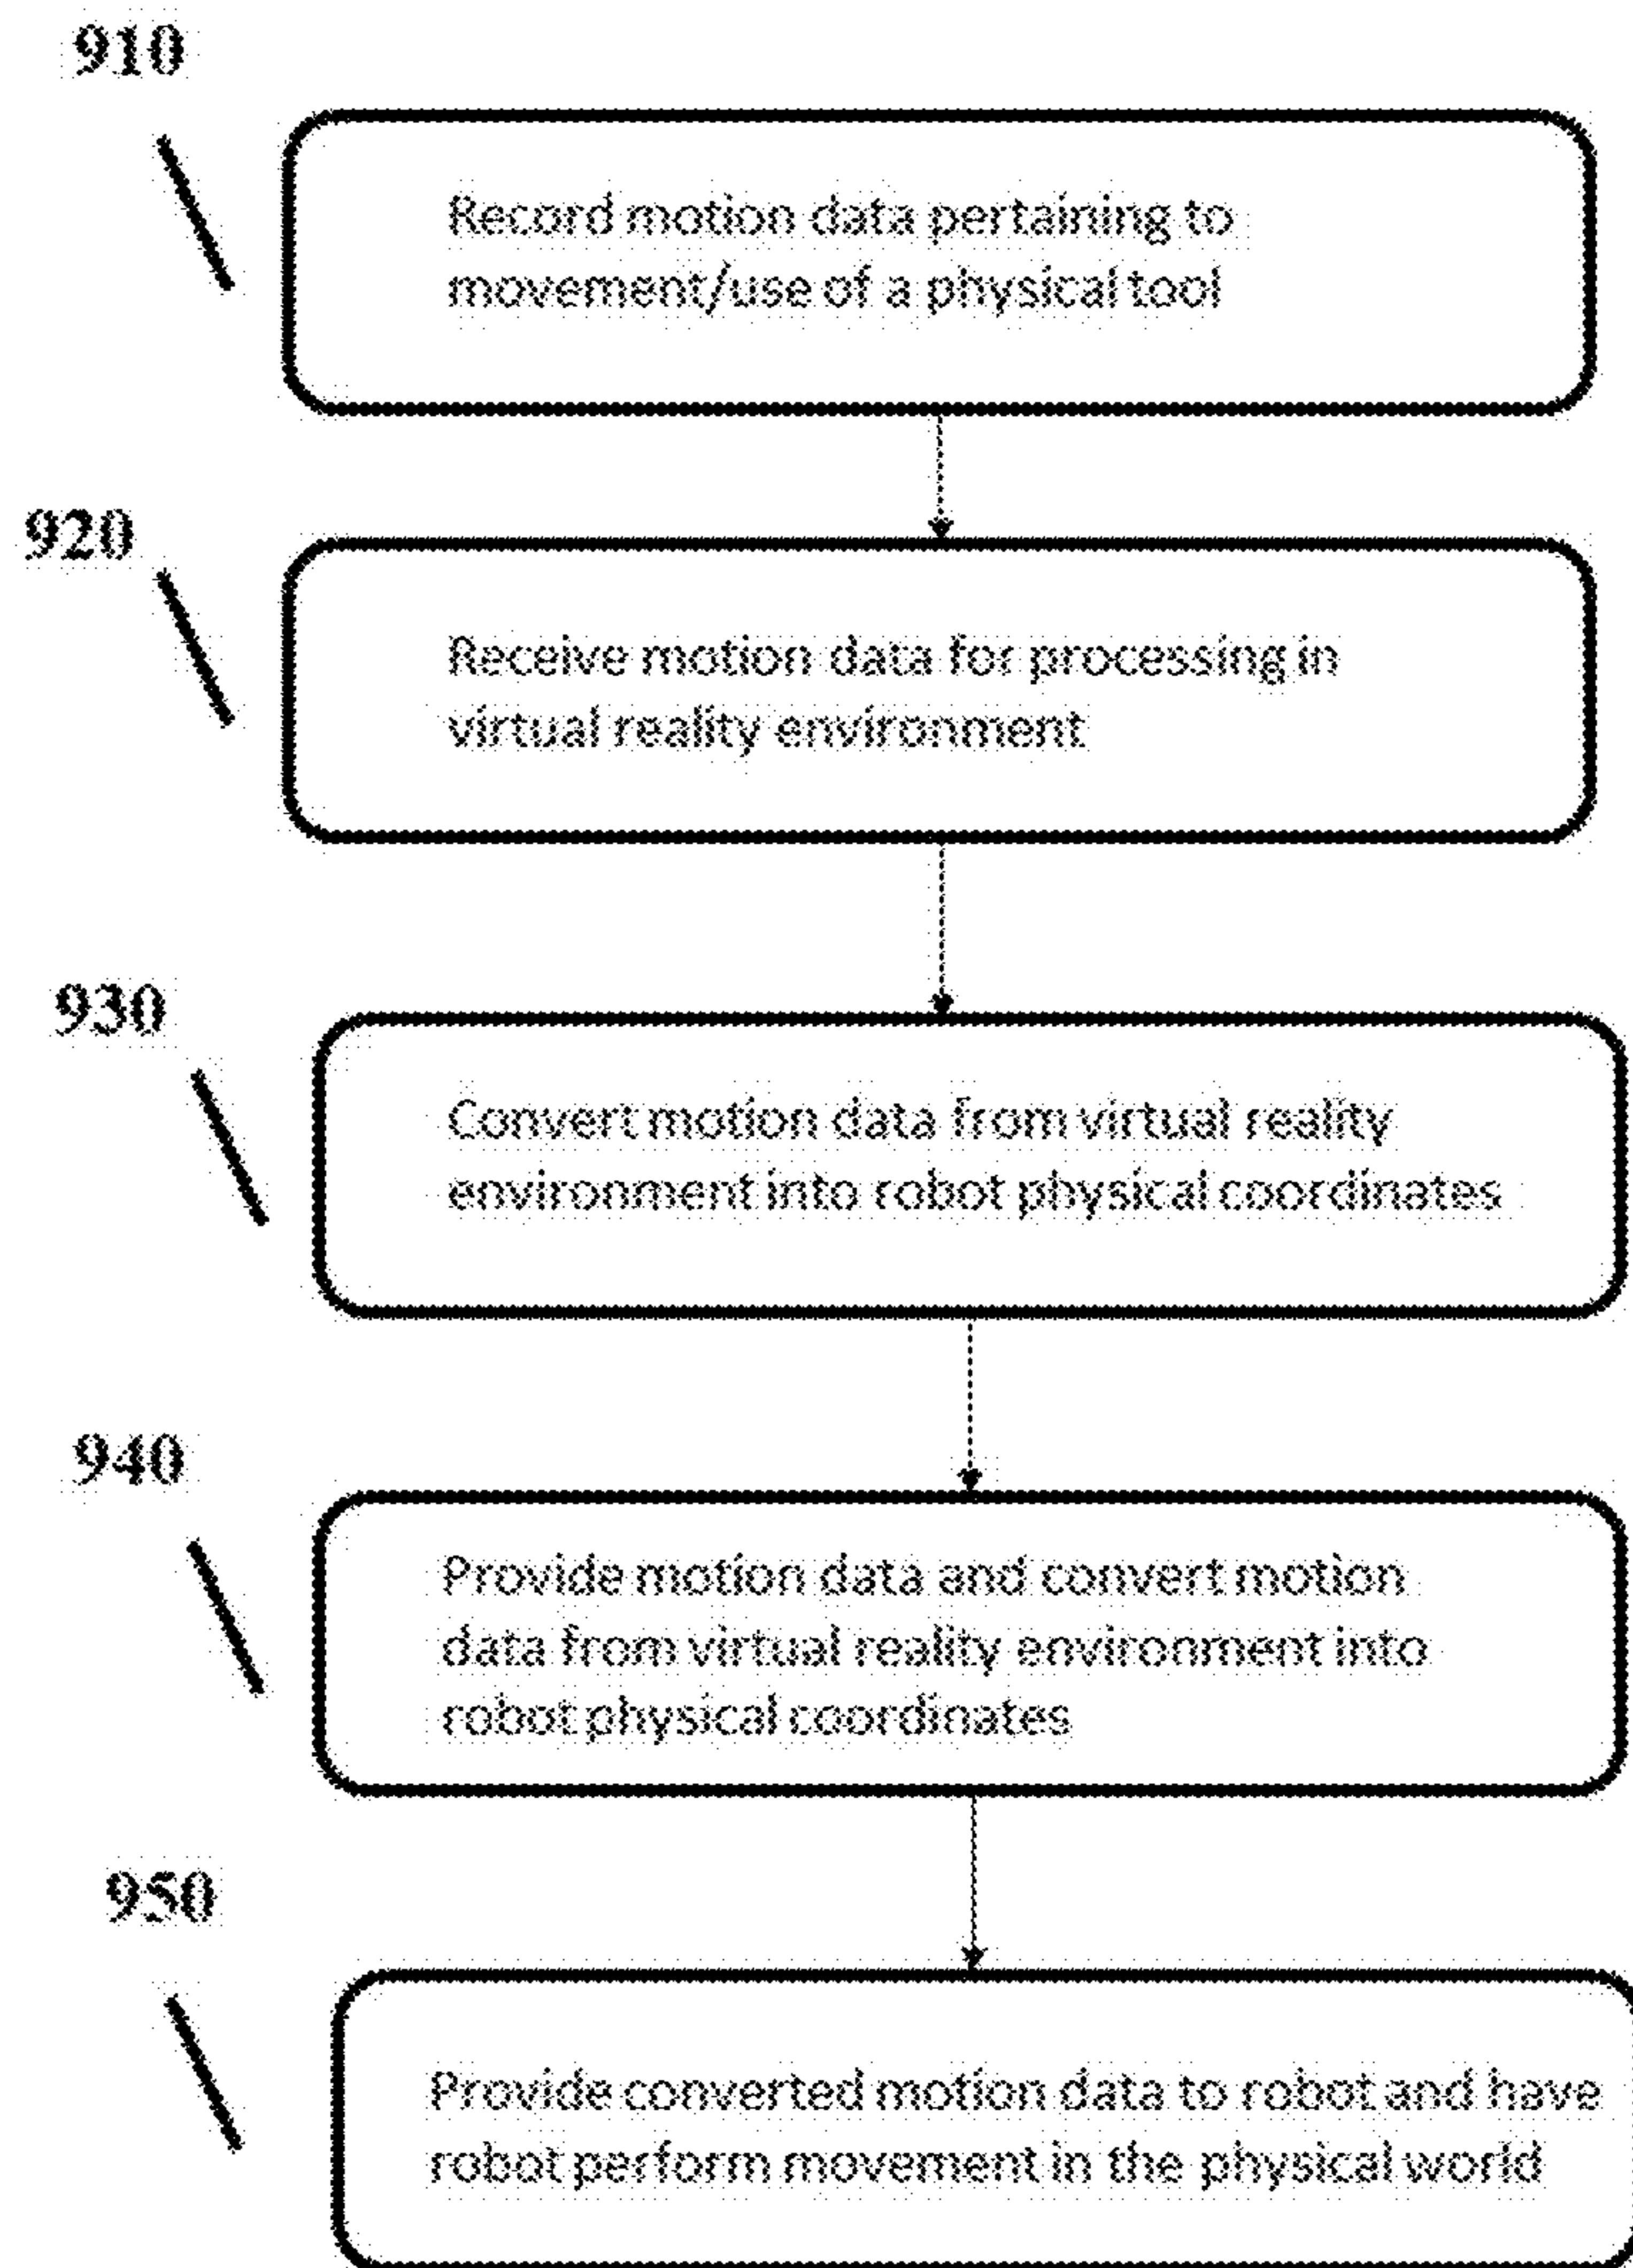 910
Record motion data pertaining to
movement/use of a physical tool
920
Receive motion data for processing in
virtual reality environment
930
Convert motion data from virtual reality
environment into robot physical coordinates
940
Provide motion data and convert motion
data from virtual reality environment into
robot physical coordinates
950
Provide converted motion data to robot and have
robot perform movement in the physical world